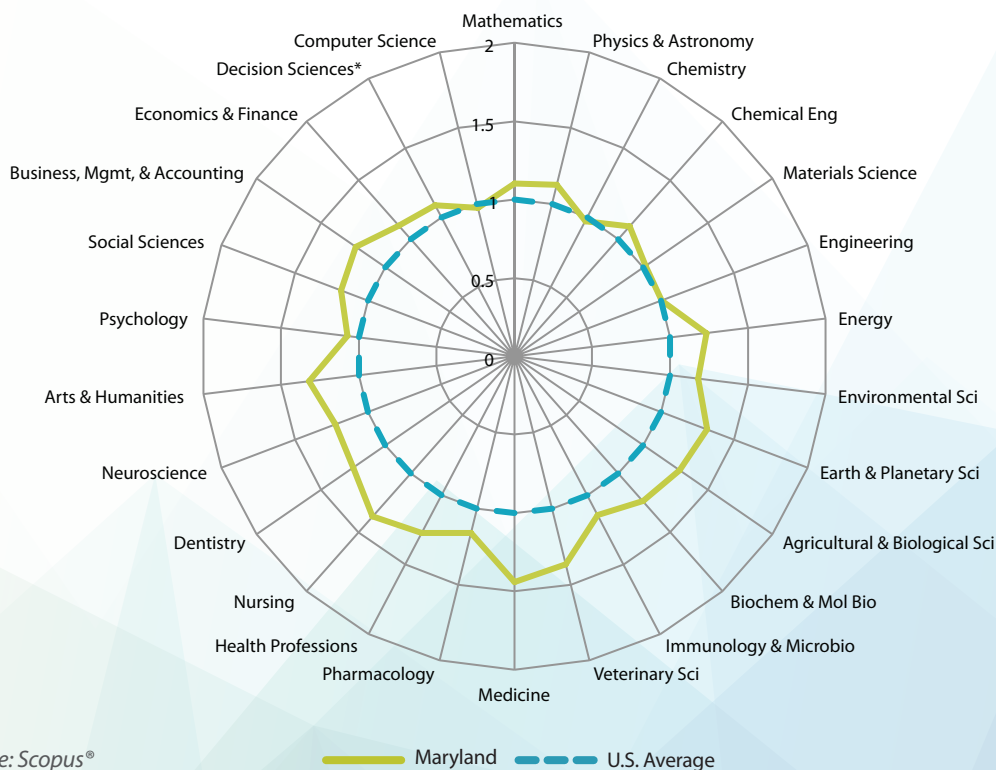 Mathematics
Computer Science
Physics & Astronomy
Decision Sciences*
Chemistry
Economics & Finance
Chemical Eng
Business, Mgmt, & Accounting
Materials Science
Social Sciences
Engineering
Psychology
Energy
Arts & Humanities
Environmental Sci
Neuroscience
Earth & Planetary Sci
Dentistry
Agricultural & Biological Sci
Nursing
Biochem & Mol Bio
Health Professions
Immunology & Microbio
Pharmacology
Veterinary Sci
Medicine
2
1.5
1
0.5
0
e: Scopus®
Maryland
U.S. Average